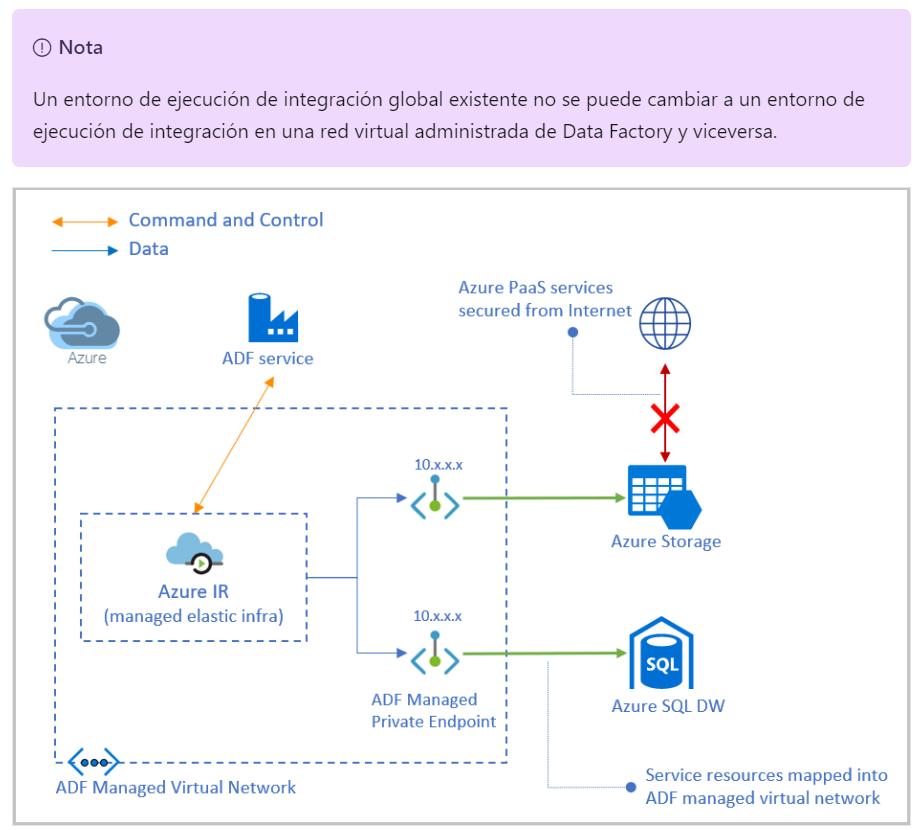 Nota
Un entorno de ejecución de integración global existente no se puede cambiar a un entorno de
ejecución de integración en una red virtual administrada de Data Factory y viceversa.
Command and Control
Data
Azure
ADF service
Azure PaaS services
secured from Internet
10.x.x.x
Azure Storage
Azure IR
(managed elastic infra)
10.x.x.x
SQL
ADF Managed
Private Endpoint
Azure SQL DW
ADF Managed Virtual Network
Service resources mapped into
ADF managed virtual network